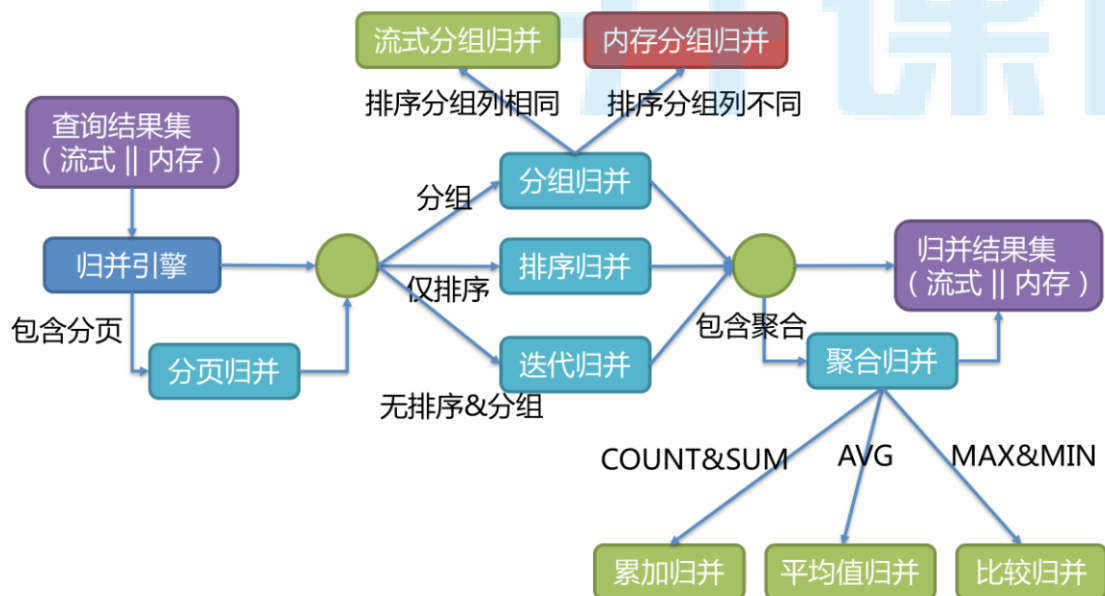 开课
流式分组归并
内存分组归并
排序分组列相同
排序分组列不同
查询结果集
(流式 || 内存)
分组
分组归并
归并引擎
仅排序
排序归并
归并结果集
(流式 || 内存)
包含分页
分页归并
迭代归并
无排序&分组
包含聚合
聚合归并
COUNT&SUM
AVG
MAX&MIN
累加归并
平均值归并
比较归并